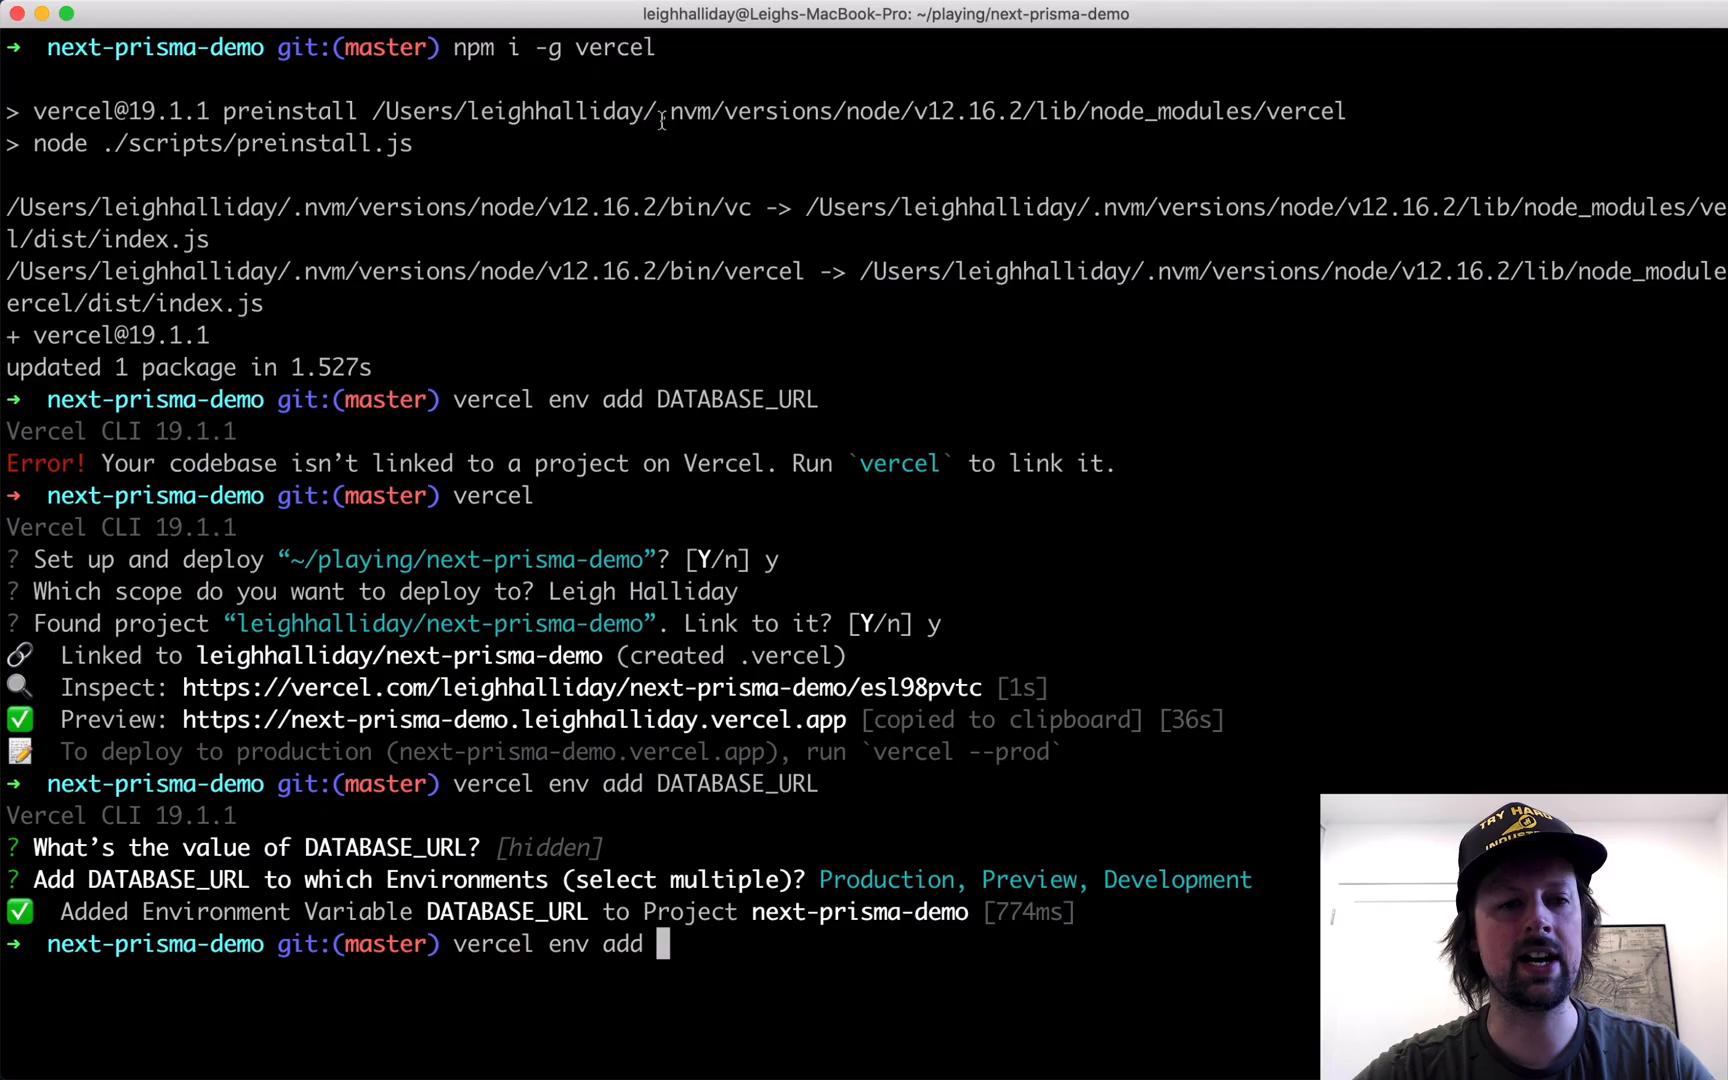 leighhalliday@Leighs-MacBook-Pro: ~/playing/next-prisma-demo
➜ next-prisma-demo git:(master) npm i -g vercel
> vercel@19.1.1 preinstall /Users/leighhalliday/.nvm/versions/node/v12.16.2/lib/node_modules/vercel
> node ./scripts/preinstall.js
/Users/leighhalliday/.nvm/versions/node/v12.16.2/bin/vc -> /Users/leighhalliday/.nvm/versions/node/v12.16.2/lib/node_modules/ve
l/dist/index.js
/Users/leighhalliday/.nvm/versions/node/v12.16.2/bin/vercel -> /Users/leighhalliday/.nvm/versions/node/v12.16.2/lib/node_module
ercel/dist/index.js
+ vercel@19.1.1
updated 1 package in 1.527s
➜ next-prisma-demo git:(master) vercel env add DATABASE_URL
Vercel CLI 19.1.1
Error! Your codebase isn’t linked to a project on Vercel. Run `vercel` to link it.
➜ next-prisma-demo git:(master) vercel
Vercel CLI 19.1.1
? Set up and deploy “~/playing/next-prisma-demo”? [Y/n] y
? Which scope do you want to deploy to? Leigh Halliday
? Found project “leighhalliday/next-prisma-demo”. Link to it? [Y/n] y
🔗 Linked to leighhalliday/next-prisma-demo (created .vercel)
🔍 Inspect: https://vercel.com/leighhalliday/next-prisma-demo/esl98pvtc [1s]
✅ Preview: https://next-prisma-demo.leighhalliday.vercel.app [copied to clipboard] [36s]
📝 To deploy to production (next-prisma-demo.vercel.app), run `vercel --prod`
➜ next-prisma-demo git:(master) vercel env add DATABASE_URL
Vercel CLI 19.1.1
? What’s the value of DATABASE_URL? [hidden]
? Add DATABASE_URL to which Environments (select multiple)? Production, Preview, Development
✅ Added Environment Variable DATABASE_URL to Project next-prisma-demo [774ms]
➜ next-prisma-demo git:(master) vercel env add
TRY HARD